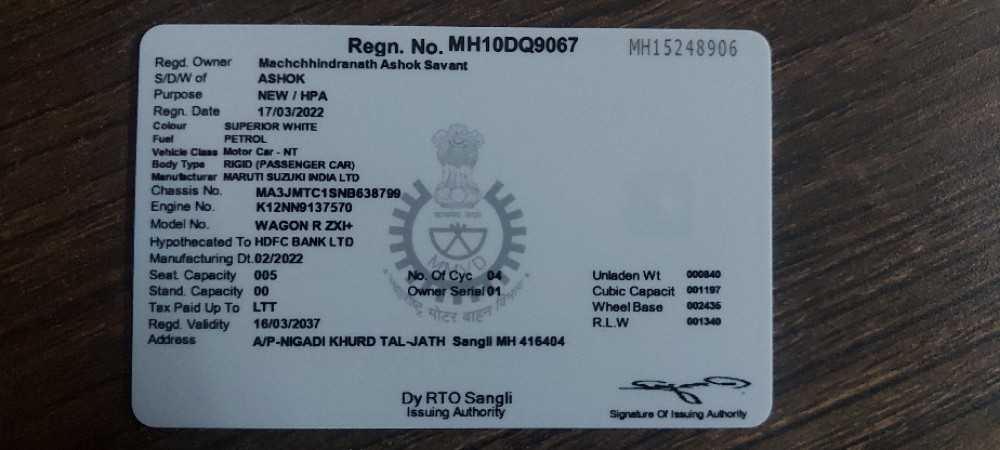 Regn. No. MH10DQ9067 MH15248906
Regd. Owner Machchhindranath Ashok Savant
S/D/W of ASHOK
Purpose NEW / HPA
Regn. Date 17/03/2022
Colour SUPERIOR WHITE
Fuel PETROL
Vehicle Class Motor Car - NT
Body Type RIGID (PASSENGER CAR)
Manufacturer MARUTI SUZUKI INDIA LTD
Chassis No. MA3JMTC1SNB638799
Engine No. K12NN9137570
Model No. WAGON R ZXI+
Hypothecated To HDFC BANK LTD
Manufacturing Dt. 02/2022
Seat. Capacity 005 No. Of Cyc 04 Unladen Wt 000840
Stand. Capacity 00 Owner Serial 01 Cubic Capacit 001197
Tax Paid Up To LTT Wheel Base 002435
Regd. Validity 16/03/2037 R.L.W 001340
Address A/P-NIGADI KHURD TAL-JATH Sangli MH 416404
MMVD
मोटर वाहन
Dy RTO Sangli
Issuing Authority
Signature Of Issuing Authority